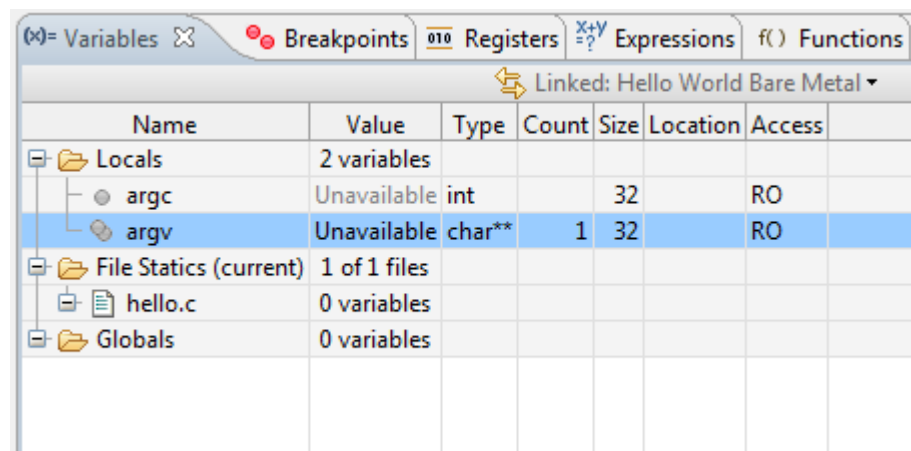 (x)= Variables Breakpoints 010 Registers x+y=? Expressions f() Functions
Linked: Hello World Bare Metal
Name Value Type Count Size Location Access
Locals 2 variables
argc Unavailable int 32 RO
argv Unavailable char** 1 32 RO
File Statics (current) 1 of 1 files
hello.c 0 variables
Globals 0 variables